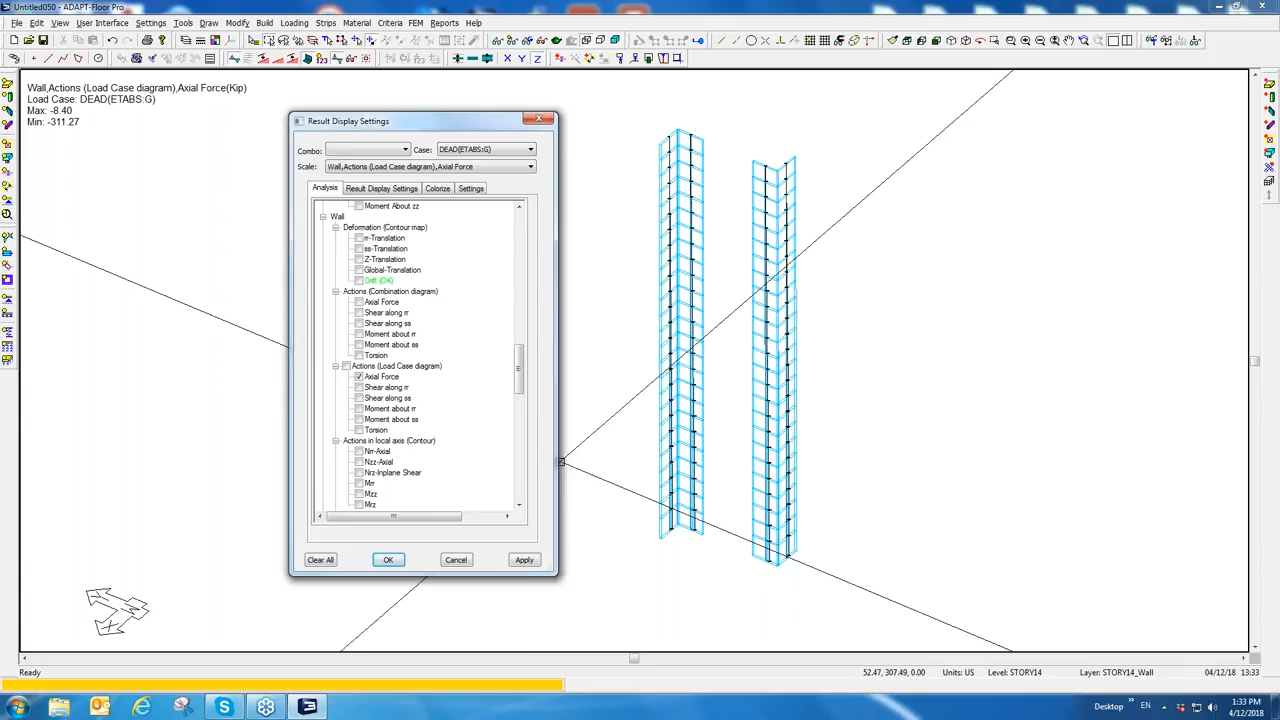 Untitled050 - ADAPT-Floor Pro
File Edit View User Interface Settings Tools Draw Modify Build Loading Strips Material Criteria FEM Reports Help
X Y Z
Wall,Actions (Load Case diagram),Axial Force(Kip)
Load Case: DEAD(ETABS:G)
Max: -8.40
Min: -311.27
Result Display Settings
Combo: Case: DEAD(ETABS:G)
Scale: Wall,Actions (Load Case diagram),Axial Force
Analysis Result Display Settings Colorize Settings
Moment About zz
Wall
Deformation (Contour map)
rr-Translation
ss-Translation
Z-Translation
Global-Translation
Drift (OK)
Actions (Combination diagram)
Axial Force
Shear along rr
Shear along ss
Moment about rr
Moment about ss
Torsion
Actions (Load Case diagram)
Axial Force
Shear along rr
Shear along ss
Moment about rr
Moment about ss
Torsion
Actions in local axis (Contour)
Nrr-Axial
Nzz-Axial
Nrz-Inplane Shear
Mrr
Mzz
Mrz
Clear All OK Cancel Apply
X
Ready 52.47, 307.49, 0.00 Units: US Level: STORY14 Layer: STORY14_Wall 04/12/18 13:33
Desktop EN 1:33 PM
4/12/2018